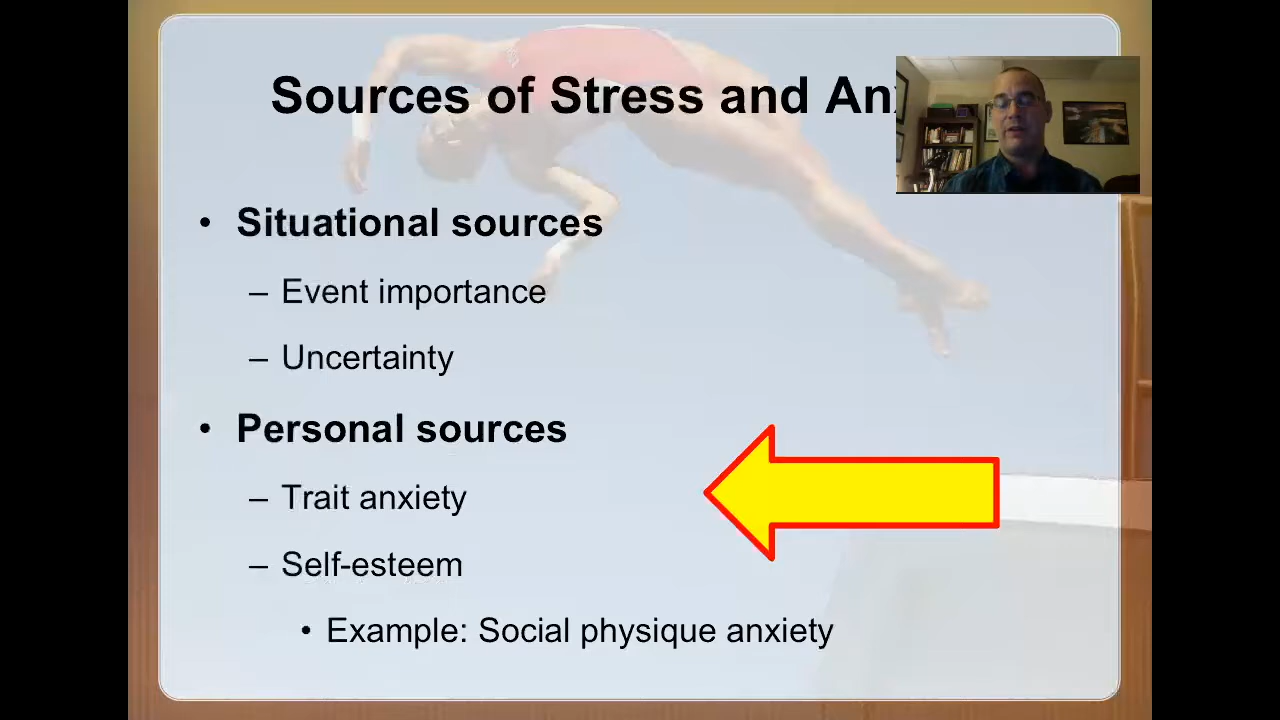 Sources of Stress and An
• Situational sources
– Event importance
– Uncertainty
• Personal sources
– Trait anxiety
– Self-esteem
• Example: Social physique anxiety